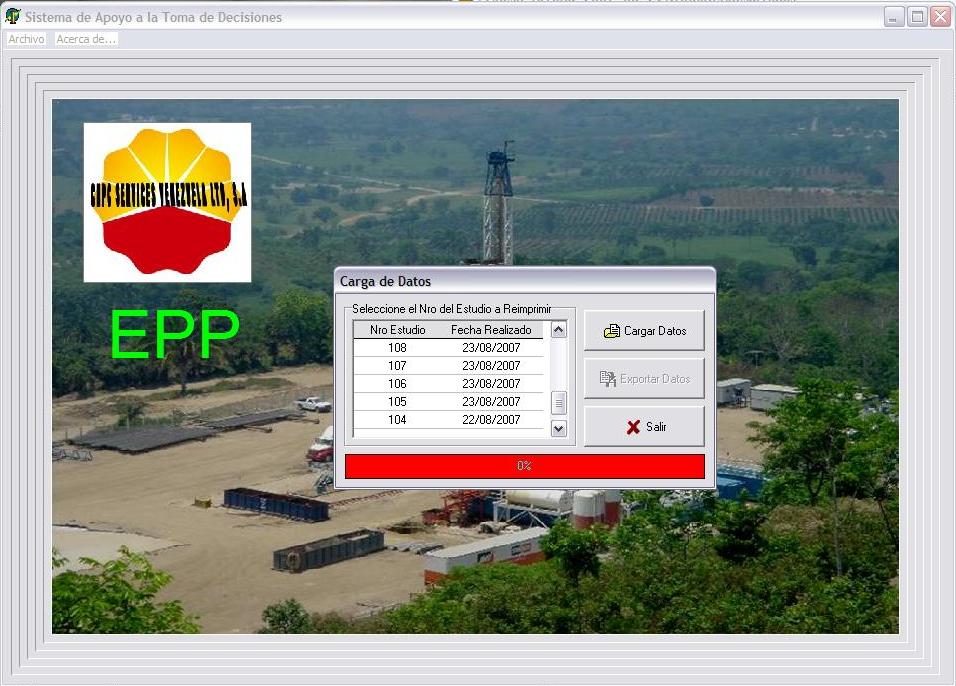 Sistema de Apoyo a la Toma de Decisiones
Archivo Acerca de...
CNPC SERVICES VENEZUELA LTD, S.A
EPP
Carga de Datos
Seleccione el Nro del Estudio a Reimprimir
Nro Estudio Fecha Realizado
108 23/08/2007
107 23/08/2007
106 23/08/2007
105 23/08/2007
104 22/08/2007
Cargar Datos
Exportar Datos
Salir
0%